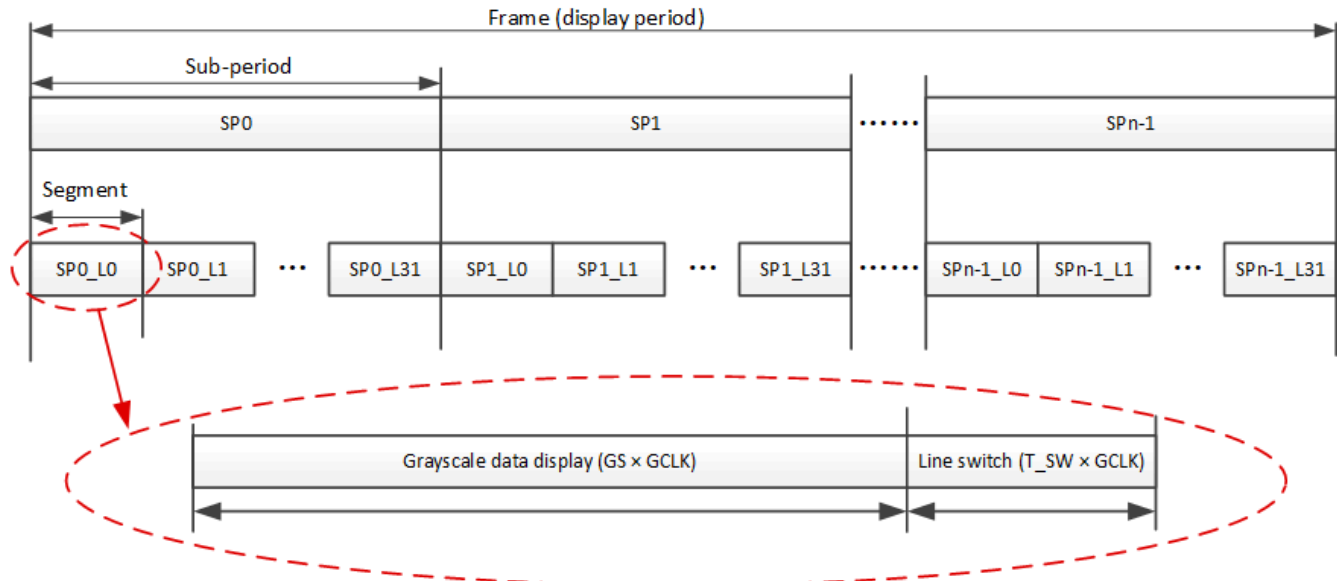 Frame (display period)
Sub-period
SP0 SP1 ...... SPn-1
Segment
SP0_L0 SP0_L1 ... SP0_L31 SP1_L0 SP1_L1 ... SP1_L31 ...... SPn-1_L0 SPn-1_L1 ... SPn-1_L31
Grayscale data display (GS × GCLK) Line switch (T_SW × GCLK)